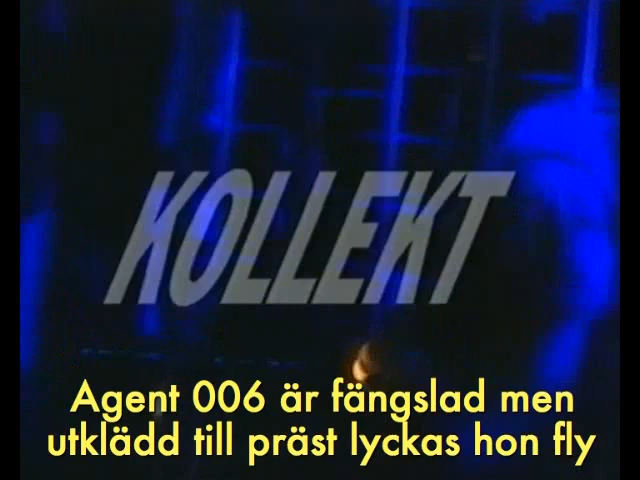 KOLLEKT
Agent 006 är fängslad men
utklädd till präst lyckas hon fly